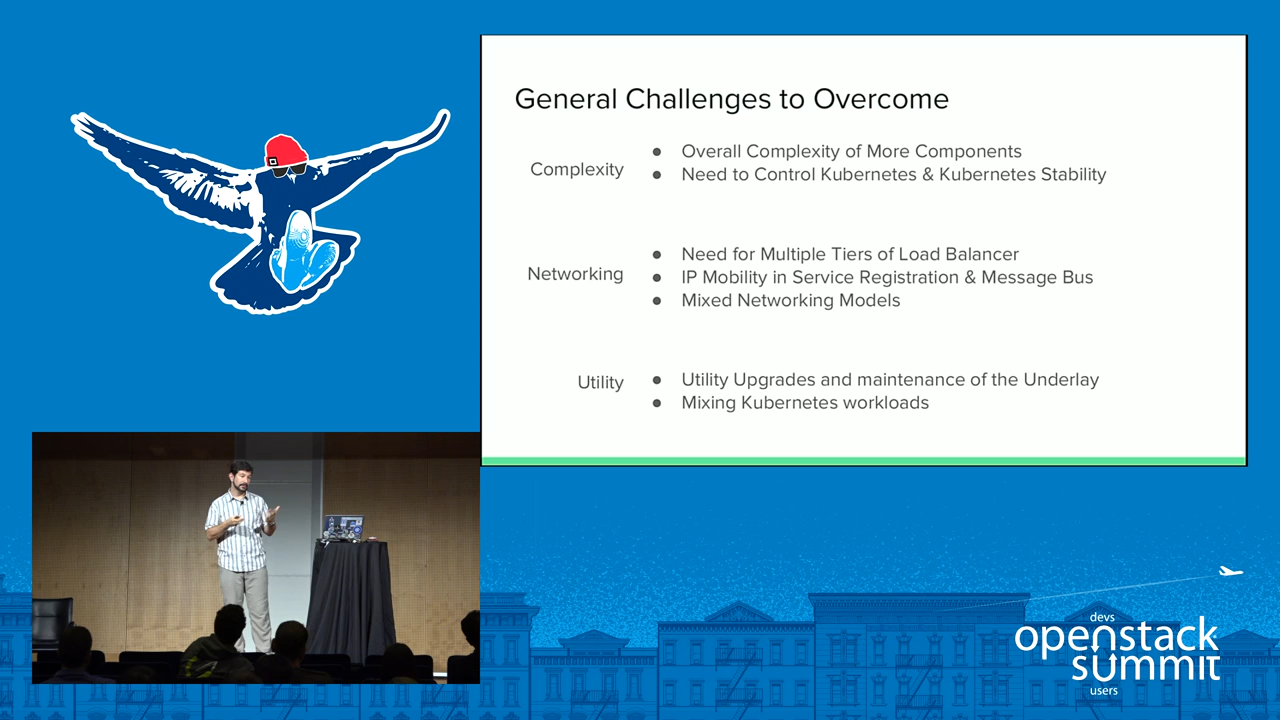 General Challenges to Overcome
Complexity
● Overall Complexity of More Components
● Need to Control Kubernetes & Kubernetes Stability
Networking
● Need for Multiple Tiers of Load Balancer
● IP Mobility in Service Registration & Message Bus
● Mixed Networking Models
Utility
● Utility Upgrades and maintenance of the Underlay
● Mixing Kubernetes workloads
devs
openstack
summit
users